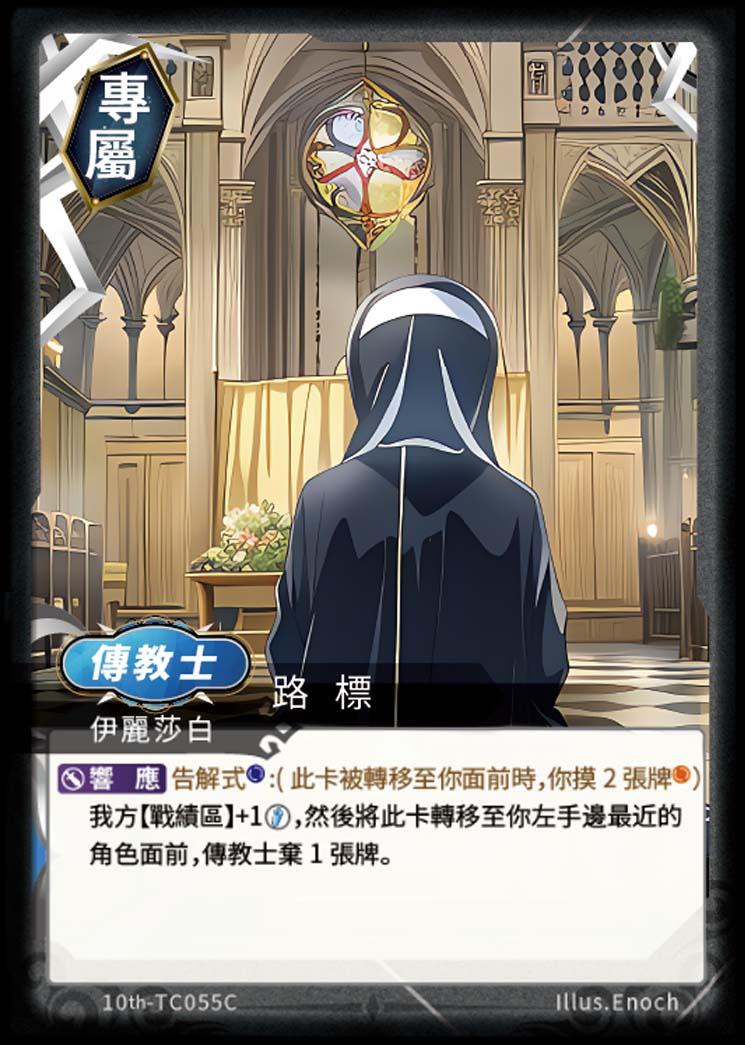 專屬
傳教士
路標
伊麗莎白
響應 告解式:( 此卡被轉移至你面前時,你摸 2 張牌)
我方【戰績區】+1,然後將此卡轉移至你左手邊最近的
角色面前,傳教士棄 1 張牌。
10th-TC055C
Illus.Enoch